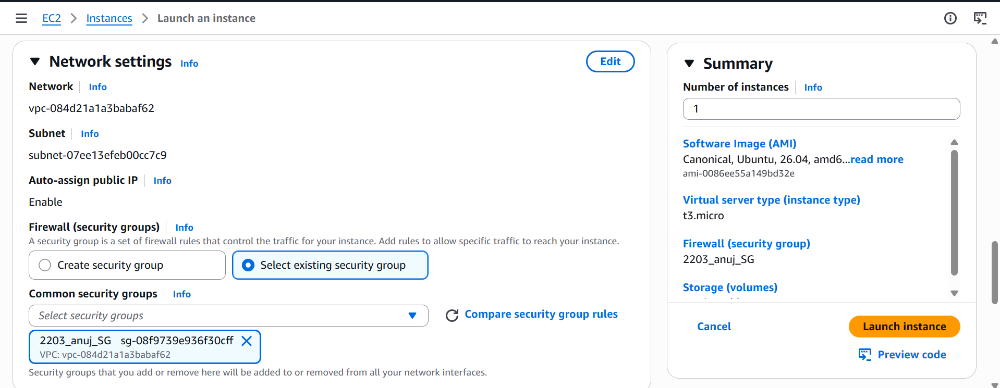 EC2 > Instances > Launch an instance
Network settings Info
Edit
Network Info
vpc-084d21a1a3babaf62
Subnet Info
subnet-07ee13efeb00cc7c9
Auto-assign public IP Info
Enable
Firewall (security groups) Info
A security group is a set of firewall rules that control the traffic for your instance. Add rules to allow specific traffic to reach your instance.
Create security group
Select existing security group
Common security groups Info
Select security groups
Compare security group rules
2203_anuj_SG sg-08f9739e936f30cff
VPC: vpc-084d21a1a3babaf62
Security groups that you add or remove here will be added to or removed from all your network interfaces.
Summary
Number of instances Info
1
Software Image (AMI)
Canonical, Ubuntu, 26.04, amd6...read more
ami-0086ee55a149bd32e
Virtual server type (instance type)
t3.micro
Firewall (security group)
2203_anuj_SG
Storage (volumes)
Cancel
Launch instance
Preview code